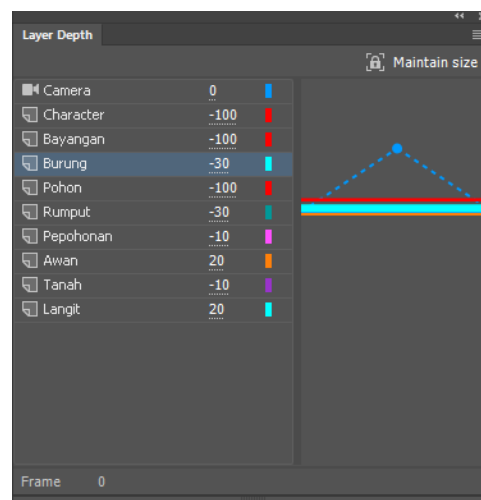 Layer Depth
Maintain size
Camera 0
Character -100
Bayangan -100
Burung -30
Pohon -100
Rumput -30
Pepohonan -10
Awan 20
Tanah -10
Langit 20
Frame 0